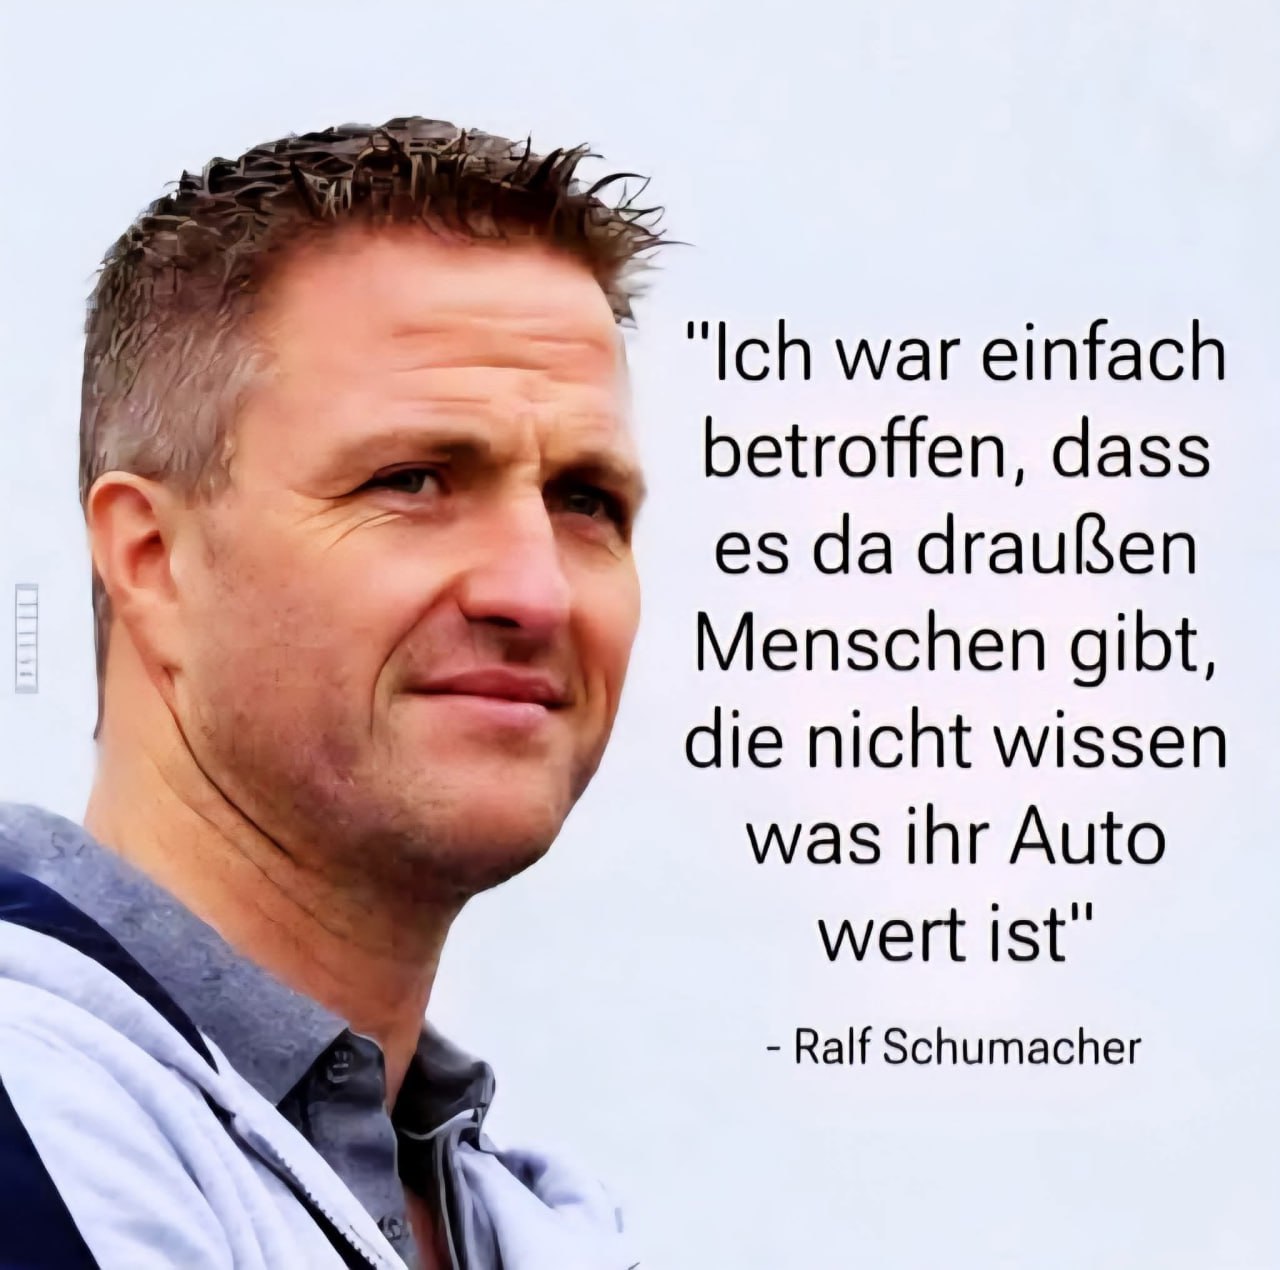 "Ich war einfach
betroffen, dass
es da draußen
Menschen gibt,
die nicht wissen
was ihr Auto
wert ist"
- Ralf Schumacher